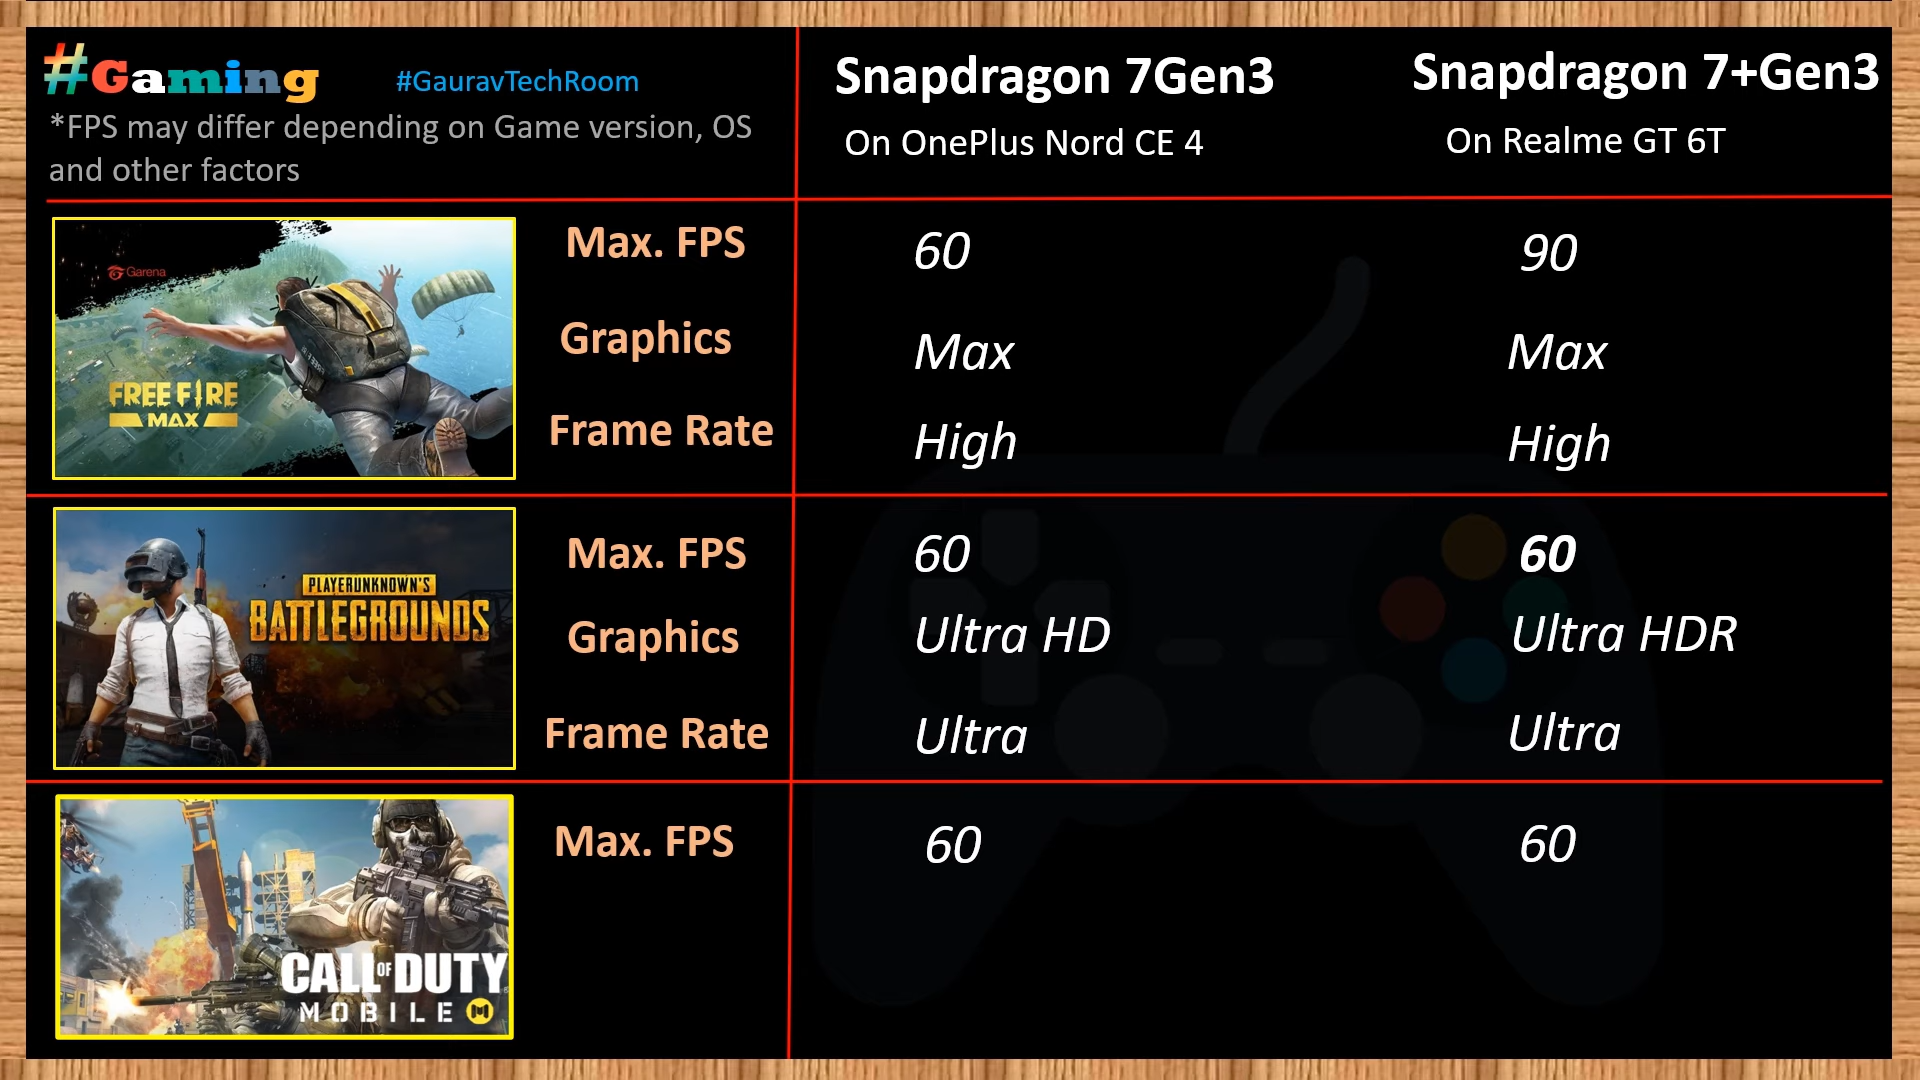 #Gaming
#GauravTechRoom
*FPS may differ depending on Game version, OS
and other factors
Snapdragon 7Gen3
On OnePlus Nord CE 4
Snapdragon 7+Gen3
On Realme GT 6T
Garena
FREE FIRE
MAX
Max. FPS 60 90
Graphics Max Max
Frame Rate High High
PLAYERUNKNOWN'S
BATTLEGROUNDS
Max. FPS 60 60
Graphics Ultra HD Ultra HDR
Frame Rate Ultra Ultra
CALL OF DUTY
MOBILE
Max. FPS 60 60